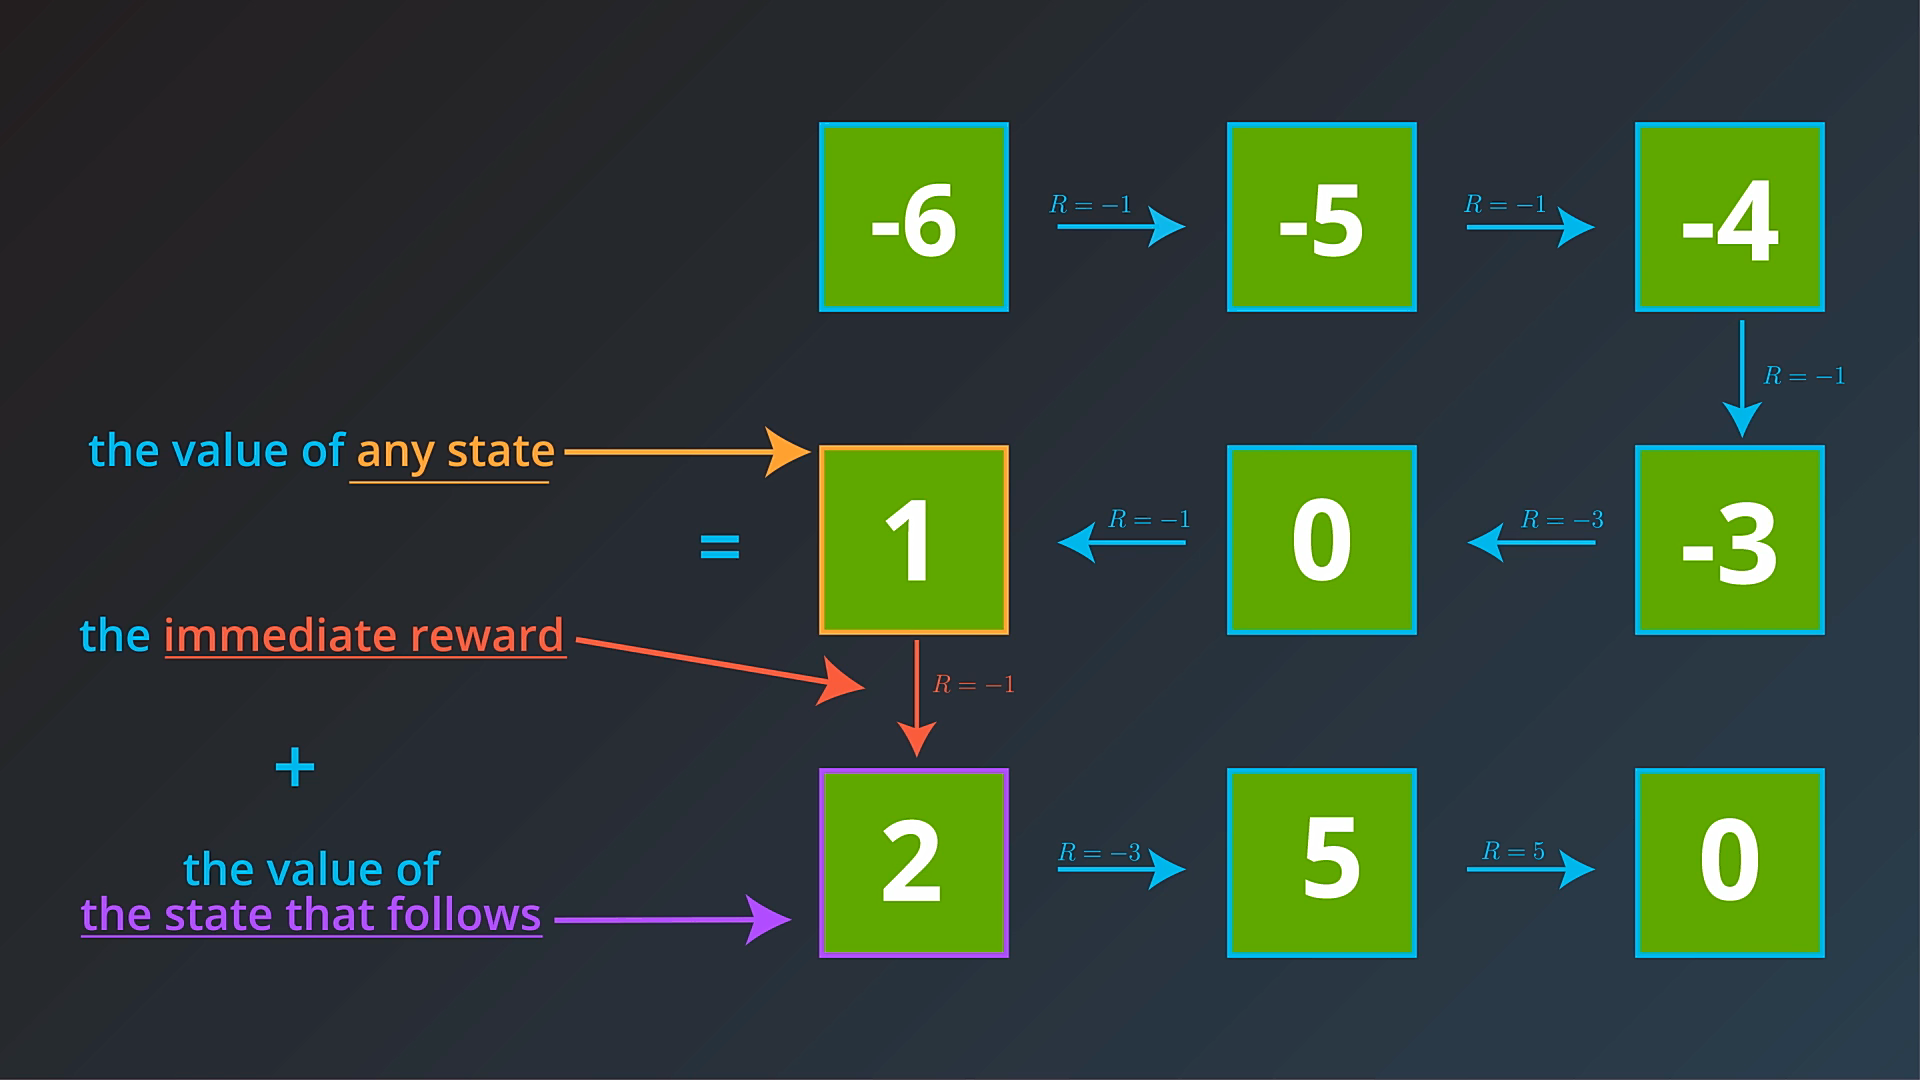 -6 R = −1 -5 R = −1 -4
R = −1
the value of any state
= 1 R = −1 0 R = −3 -3
the immediate reward
R = −1
+
the value of
the state that follows
2 R = −3 5 R = 5 0